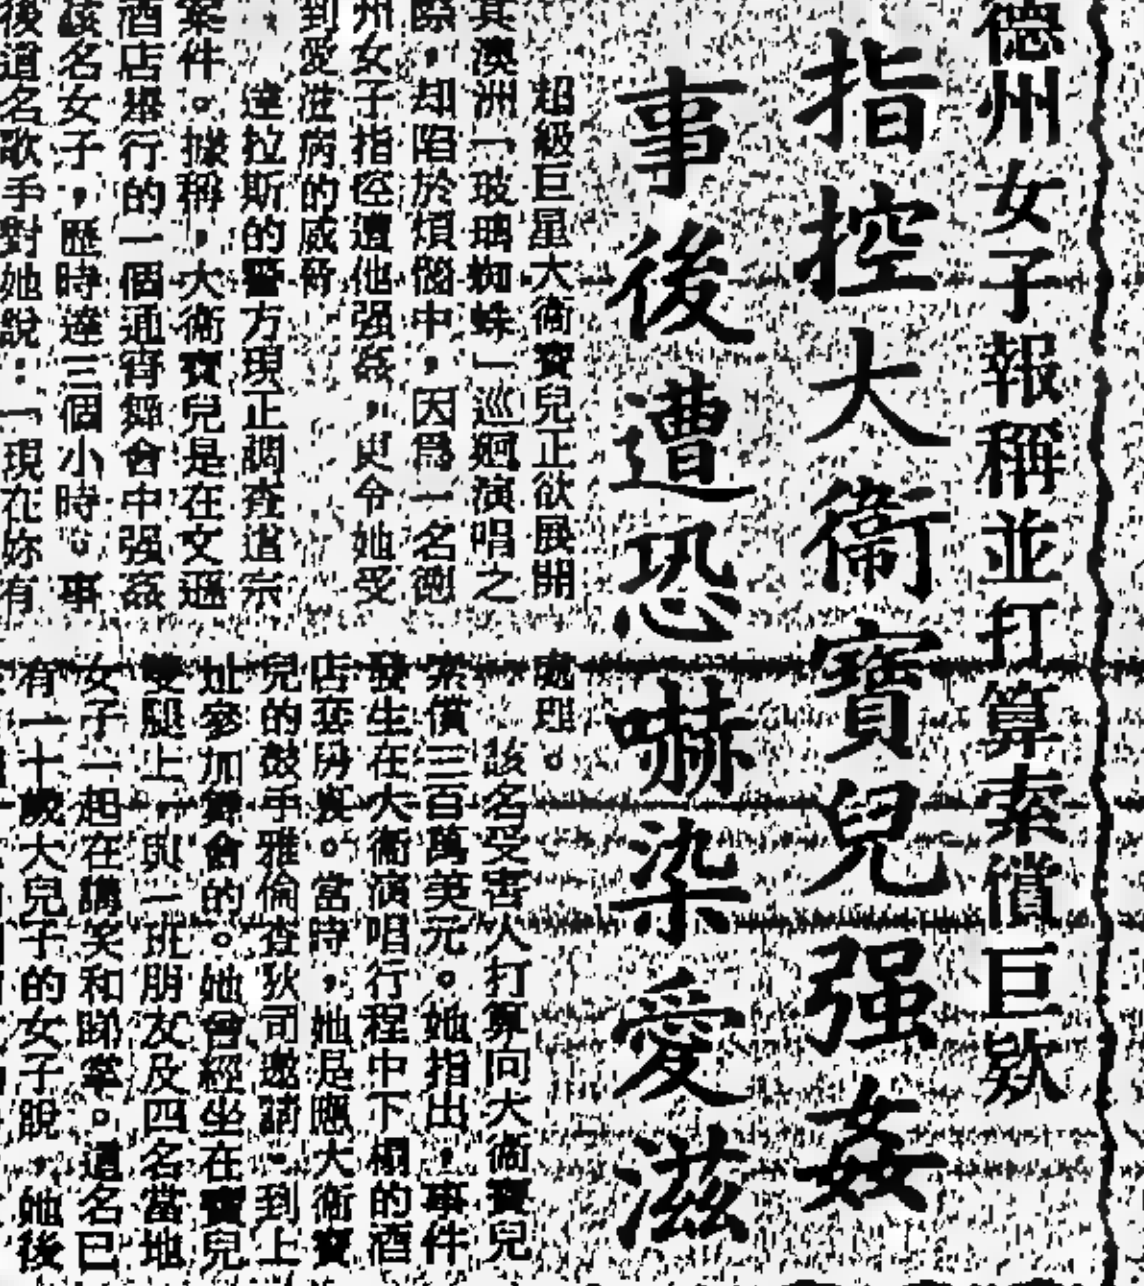 德州女子報稱並打算索償巨欵
指控大衞寶兒强姦
事後遭恐嚇染愛滋
超級巨星大衞寶兒正欲展開
其澳洲「玻璃蜘蛛」巡廻演唱之
際，却陷於煩惱中，因爲一名德
州女子指控遭他强姦，更令她受
到愛滋病的威脅
達拉斯的警方現正調查這宗
案件。據稱，大衞寶兒是在文遜
酒店舉行的一個通宵舞會中强姦
該名女子，歷時達三個小時。事
後這名歌手對她說：「現在妳有
處理。
該名受害人打算向大衞寶兒
索償三百萬英元。她指出，事件
發生在大衞演唱行程中下榻的酒
店套房裏。當時，她是應大衞寶
兒的鼓手雅倫查狄司邀請，到上
址參加舞會的。她曾經坐在寶兒
雙腿上，與一班朋友及四名當地
女子一起在講笑和睇掌。這名已
有一十歲大兒子的女子說，她後